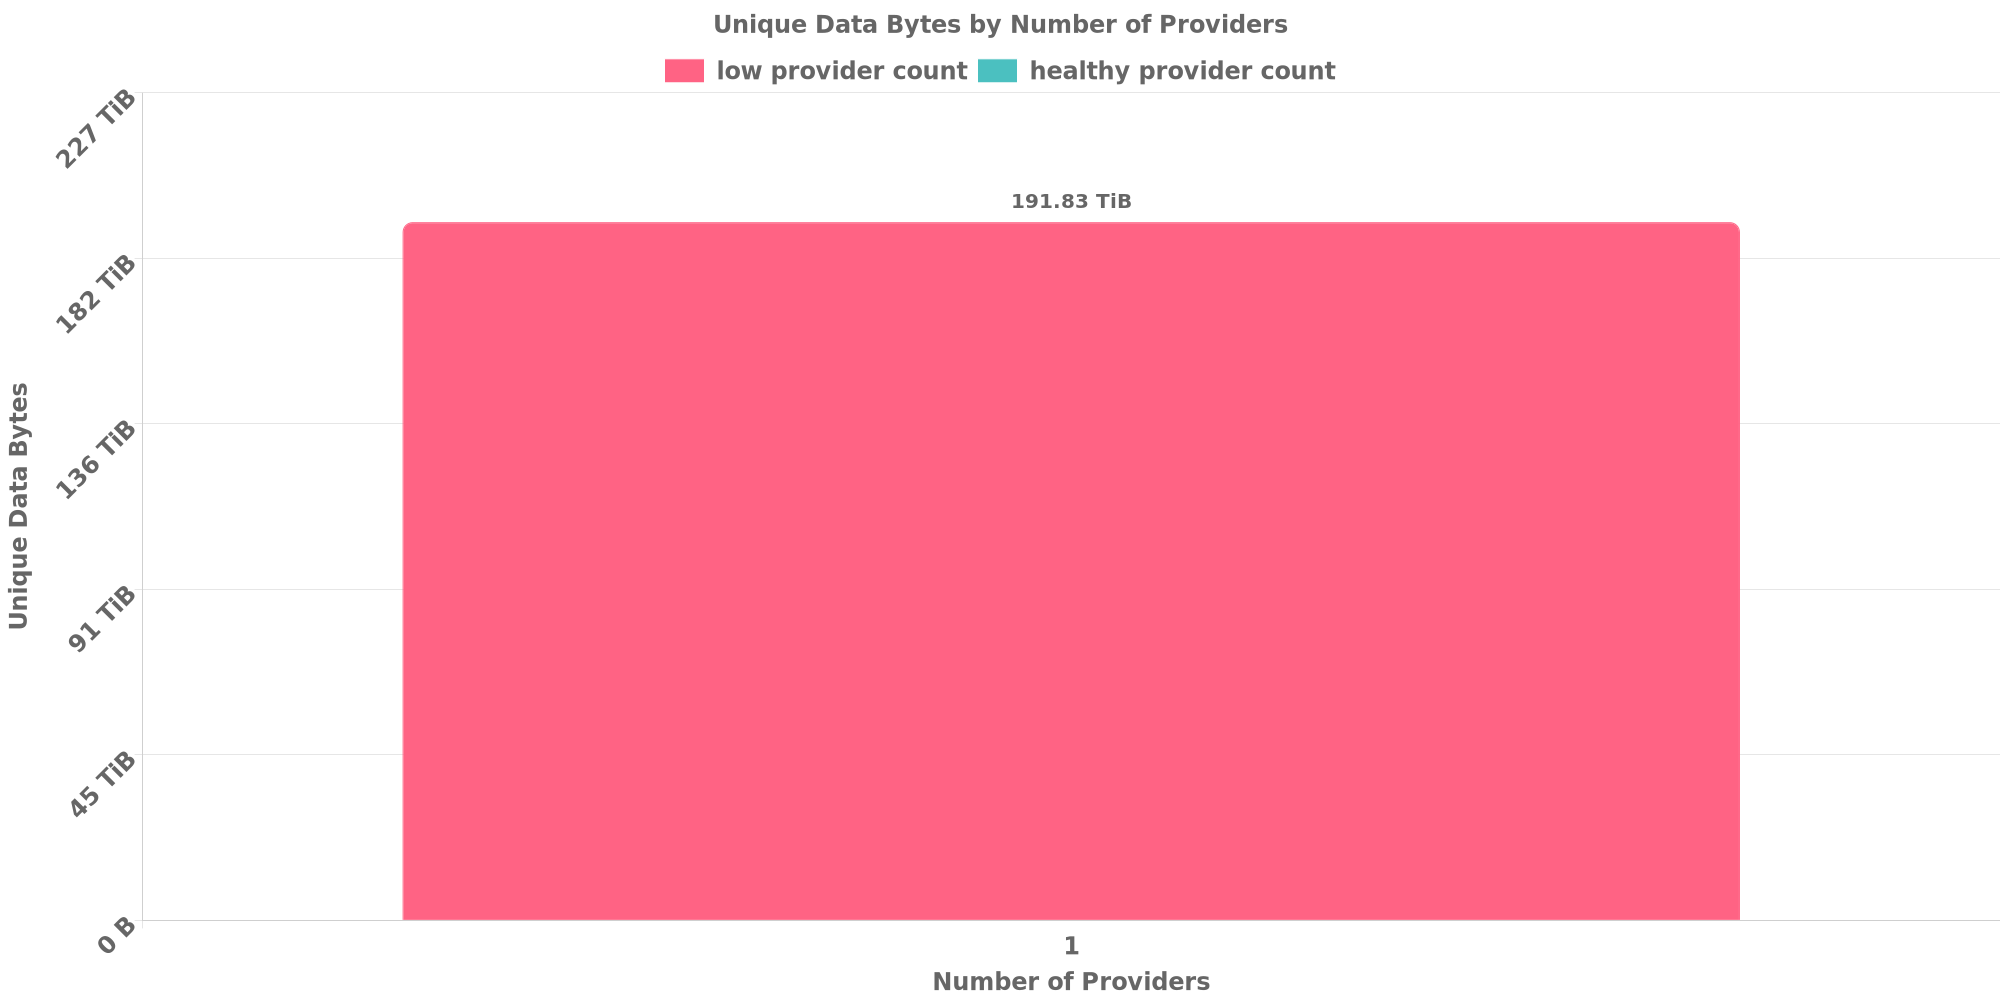 Unique Data Bytes by Number of Providers
low provider count
healthy provider count
227 TiB
191.83 TiB
182 TiB
136 TiB
91 TiB
45 TiB
0 B
Unique Data Bytes
1
Number of Providers